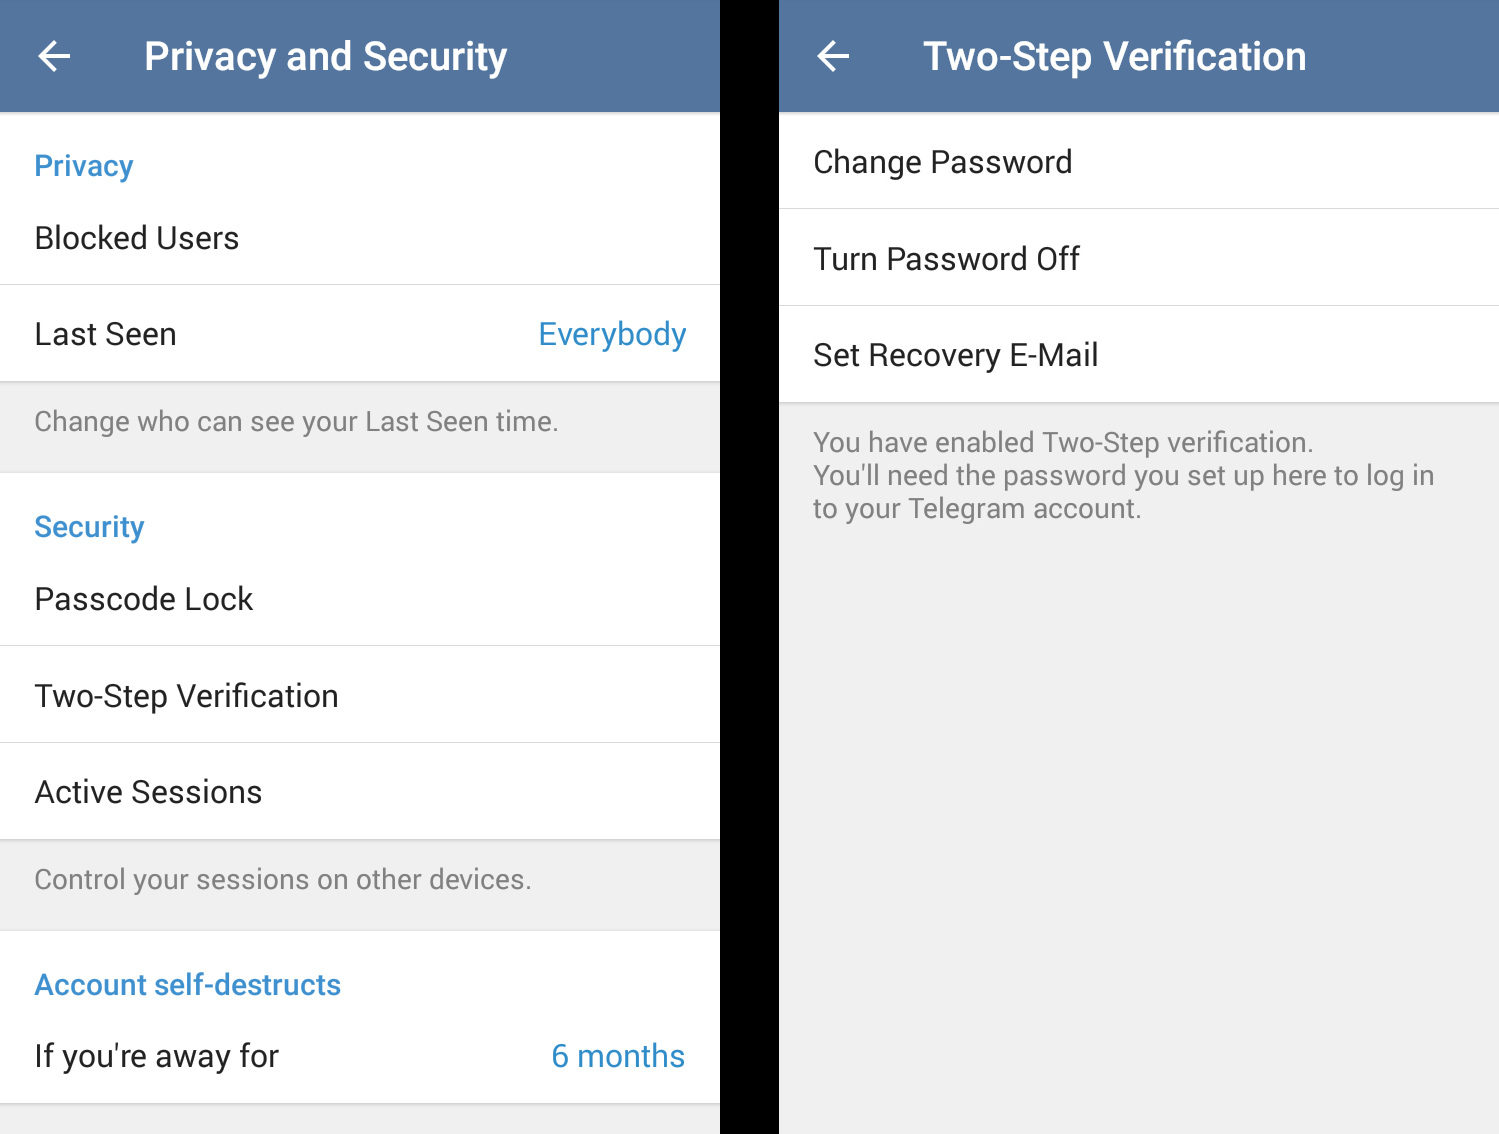 Privacy and Security
Privacy
Blocked Users
Last Seen Everybody
Change who can see your Last Seen time.
Security
Passcode Lock
Two-Step Verification
Active Sessions
Control your sessions on other devices.
Account self-destructs
If you're away for 6 months
Two-Step Verification
Change Password
Turn Password Off
Set Recovery E-Mail
You have enabled Two-Step verification.
You'll need the password you set up here to log in
to your Telegram account.